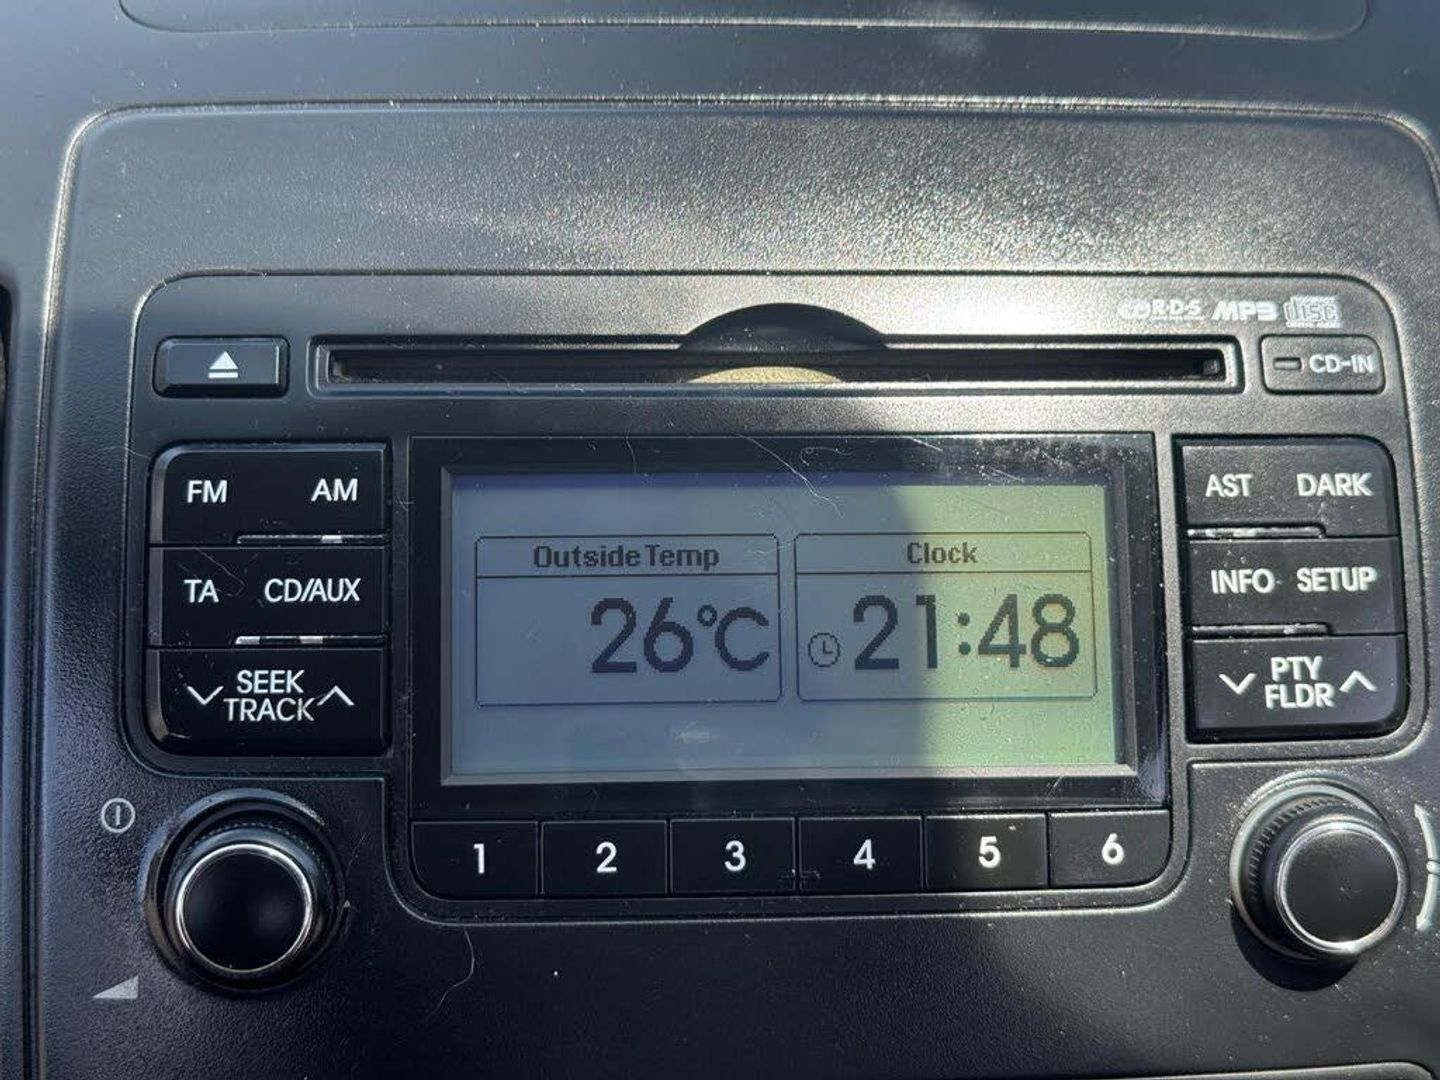 R·D·S MP3 disc
CD-IN
FM AM
TA CD/AUX
SEEK
TRACK
Outside Temp
26°C
Clock
21:48
AST DARK
INFO SETUP
PTY
FLDR
1 2 3 4 5 6